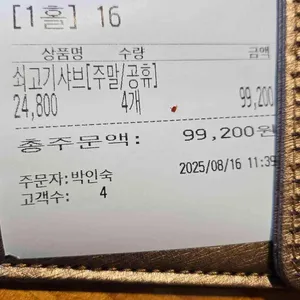 [1홀] 16
상품명 수량 금액
쇠고기샤브[주말/공휴]
24,800 4개 99,200
총주문액: 99,200원
2025/08/16 11:39
주문자:박인숙
고객수: 4